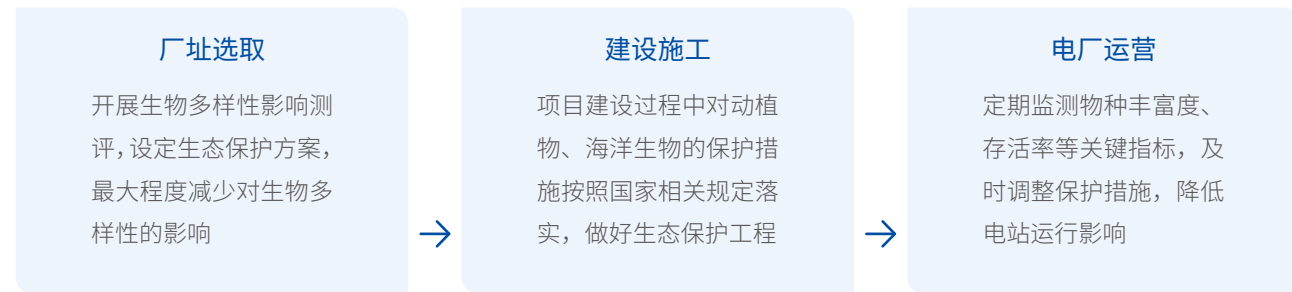 厂址选取
开展生物多样性影响测
评，设定生态保护方案，
最大程度减少对生物多
样性的影响
建设施工
项目建设过程中对动植
物、海洋生物的保护措
施按照国家相关规定落
实，做好生态保护工程
电厂运营
定期监测物种丰富度、
存活率等关键指标，及
时调整保护措施，降低
电站运行影响